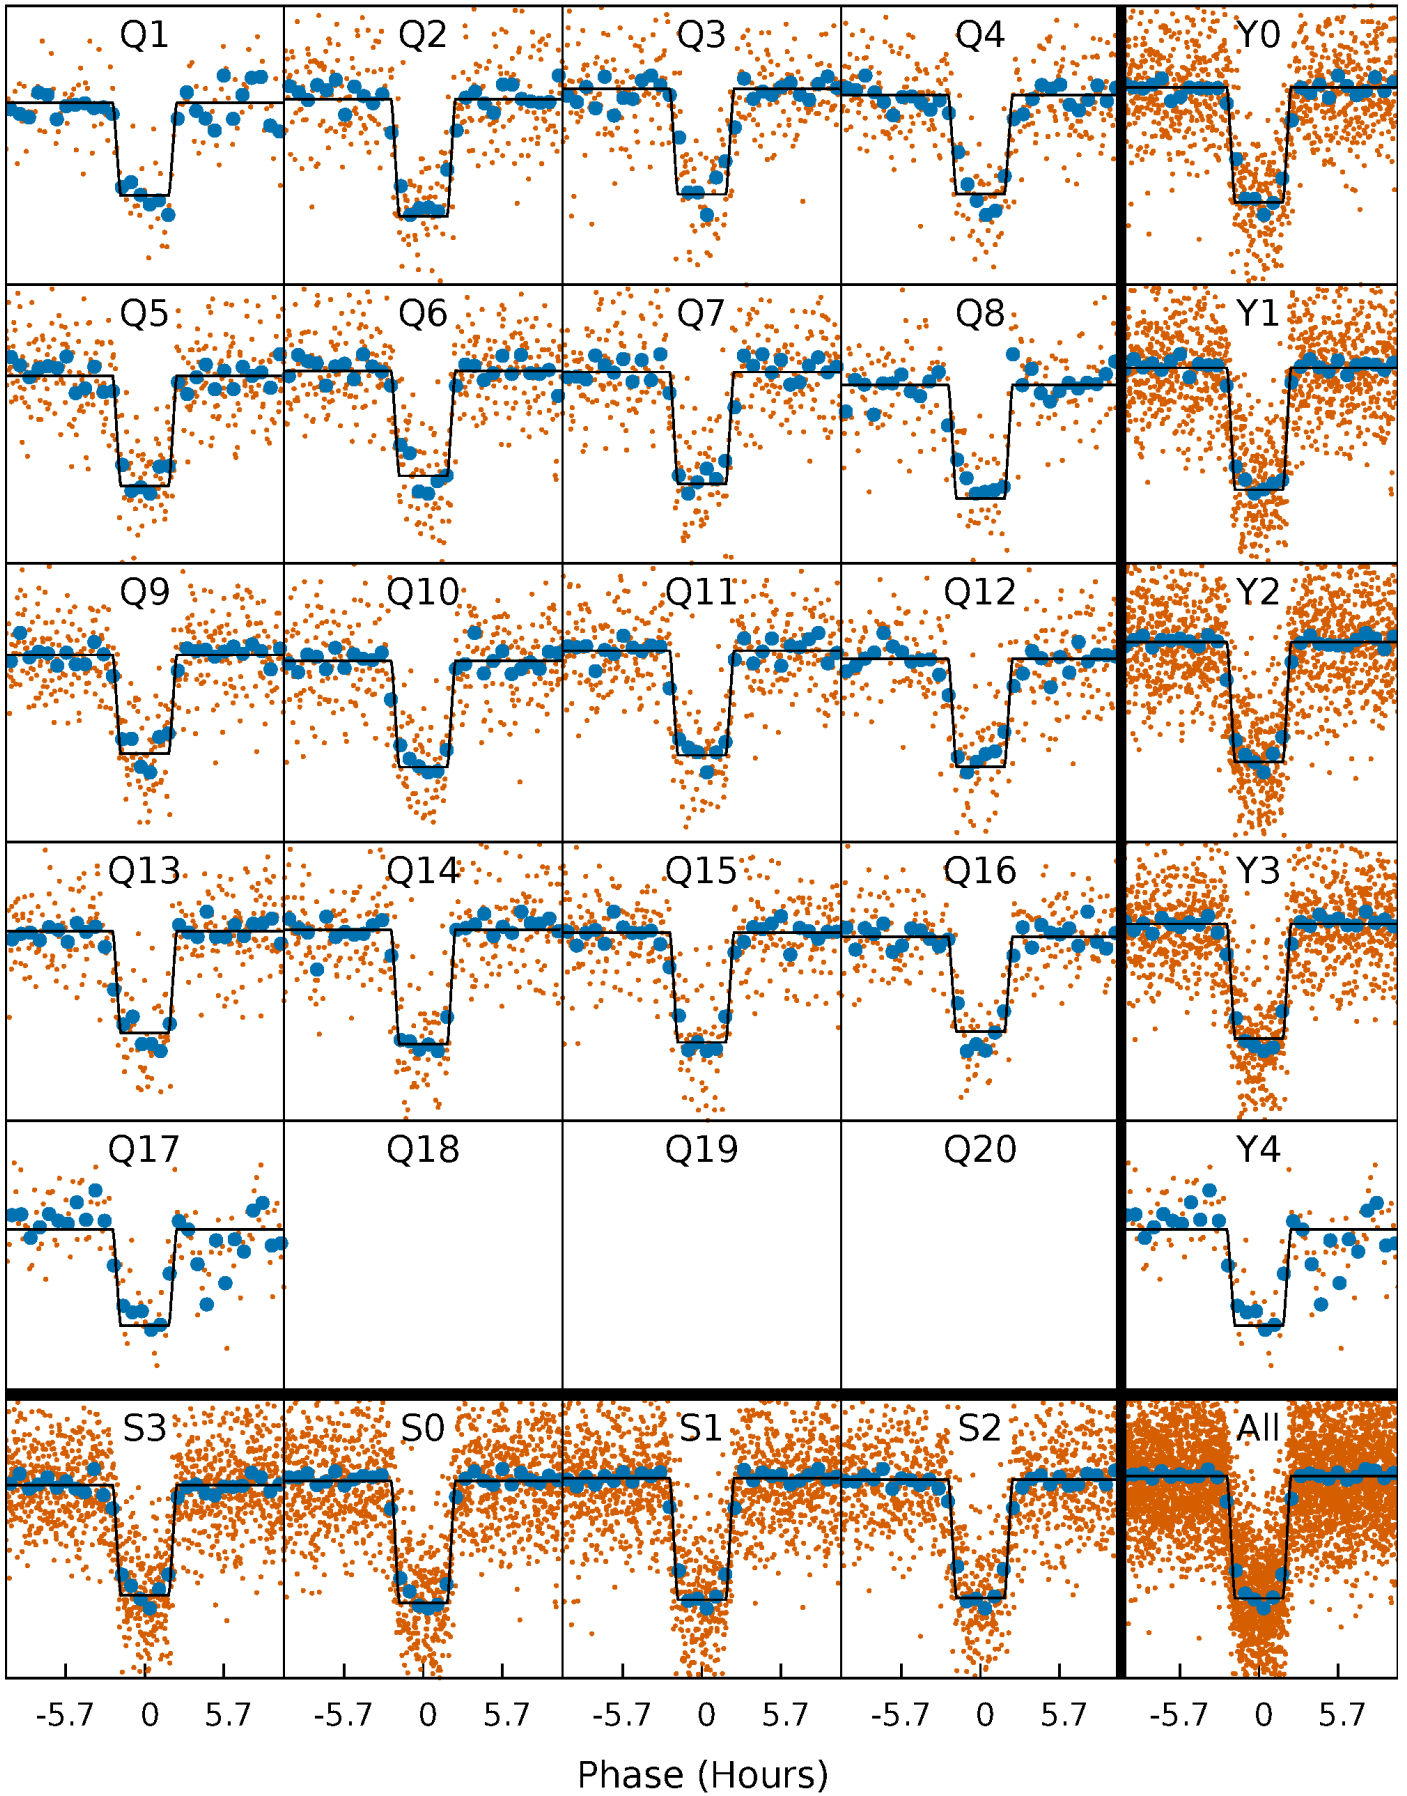 Q1 Q2 Q3 Q4 Y0
Q5 Q6 Q7 Q8 Y1
Q9 Q10 Q11 Q12 Y2
Q13 Q14 Q15 Q16 Y3
Q17 Q18 Q19 Q20 Y4
S3 S0 S1 S2 All
-5.7 0 5.7 -5.7 0 5.7 -5.7 0 5.7 -5.7 0 5.7 -5.7 0 5.7
Phase (Hours)